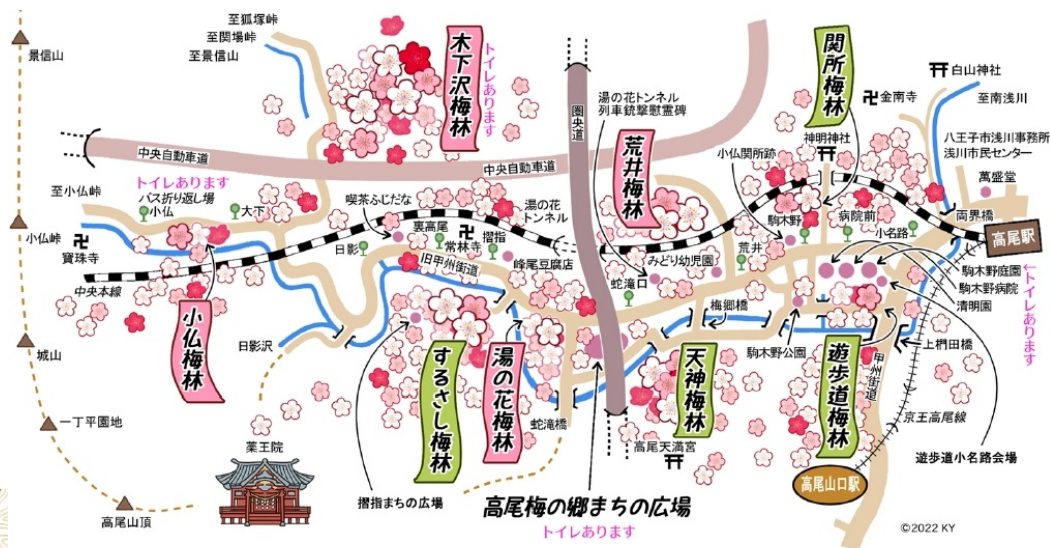 至狐塚峠
至関場峠
至景信山
景信山
木下沢梅林
トイレあります
圏央道
湯の花トンネル
列車銃撃慰霊碑
荒井梅林
関所梅林
神明神社
小仏関所跡
金南寺
白山神社
至南浅川
八王子市浅川事務所
浅川市民センター
萬盛堂
中央自動車道
中央自動車道
至小仏峠
トイレあります
バス折り返し場
小仏
大下
喫茶ふじだな
湯の花
トンネル
裏高尾
常林寺
摺指
日影
旧甲州街道
峰尾豆腐店
みどり幼児園
蛇滝口
荒井
駒木野
病院前
小名路
両界橋
高尾駅
小仏峠
寶珠寺
中央本線
小仏梅林
日影沢
城山
一丁平園地
高尾山頂
薬王院
するさし梅林
湯の花梅林
摺指まちの広場
蛇滝橋
高尾梅の郷まちの広場
トイレあります
高尾天満宮
天神梅林
梅郷橋
駒木野公園
遊歩道梅林
甲州街道
上椚田橋
駒木野庭園
駒木野病院
清明園
←トイレあります
京王高尾線
遊歩道小名路会場
高尾山口駅
©2022 KY